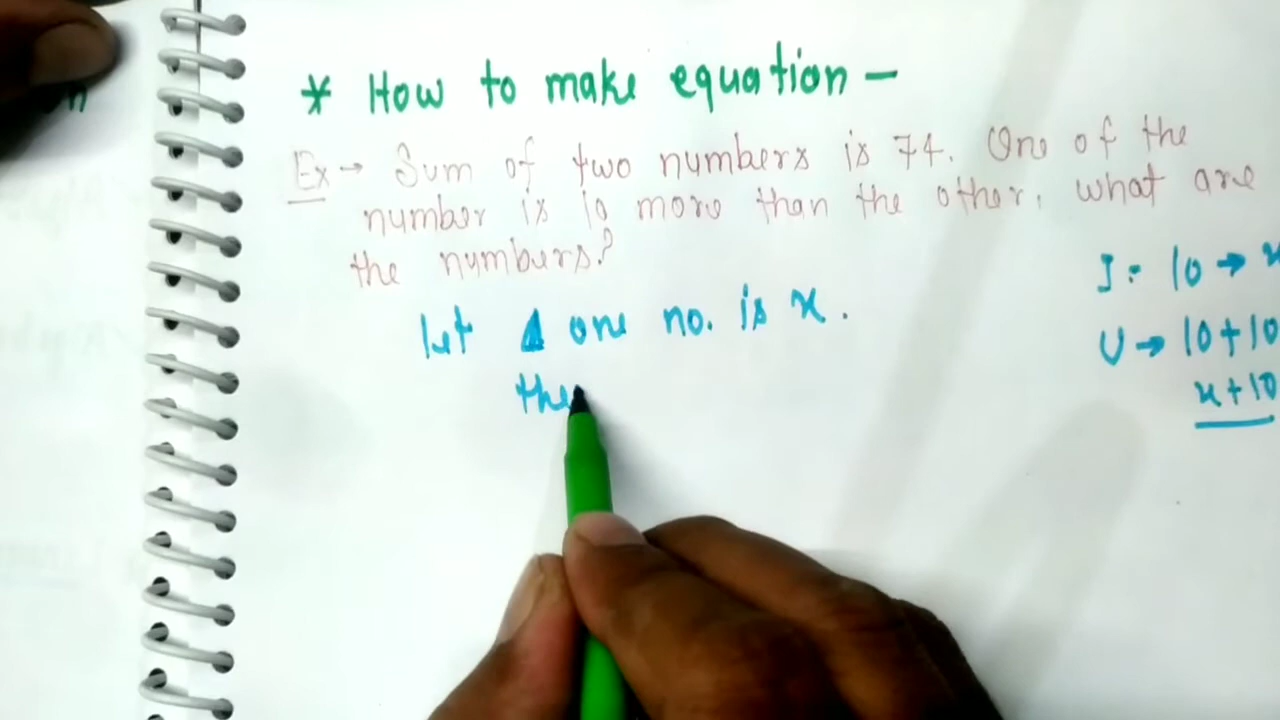 * How to make equation —
Ex → Sum of two numbers is 74. One of the
number is 10 more than the other. what are
the numbers?
let one no. is x.
the
I : 10 → x
U → 10 + 10
x + 10